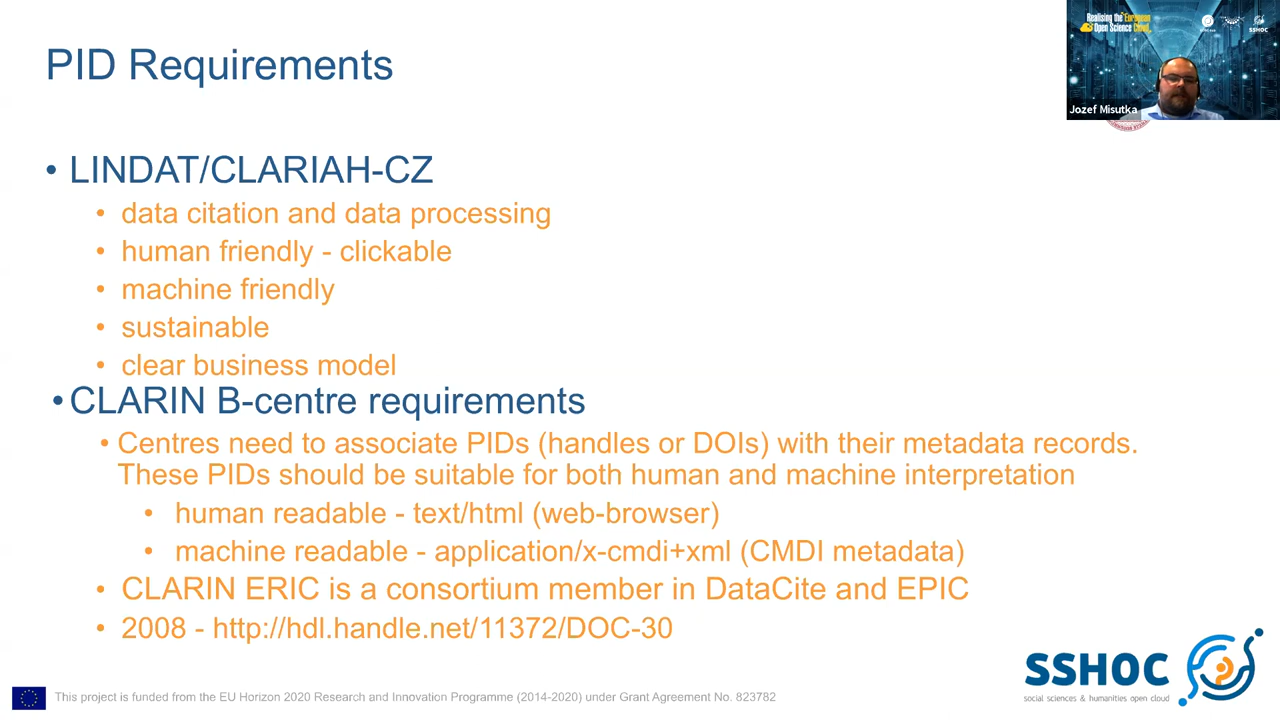 PID Requirements
Realising the European
Open Science Cloud
SSHOC
Jozef Misutka
• LINDAT/CLARIAH-CZ
• data citation and data processing
• human friendly - clickable
• machine friendly
• sustainable
• clear business model
• CLARIN B-centre requirements
• Centres need to associate PIDs (handles or DOIs) with their metadata records.
These PIDs should be suitable for both human and machine interpretation
• human readable - text/html (web-browser)
• machine readable - application/x-cmdi+xml (CMDI metadata)
• CLARIN ERIC is a consortium member in DataCite and EPIC
• 2008 - http://hdl.handle.net/11372/DOC-30
SSHOC
social sciences & humanities open cloud
This project is funded from the EU Horizon 2020 Research and Innovation Programme (2014-2020) under Grant Agreement No. 823782